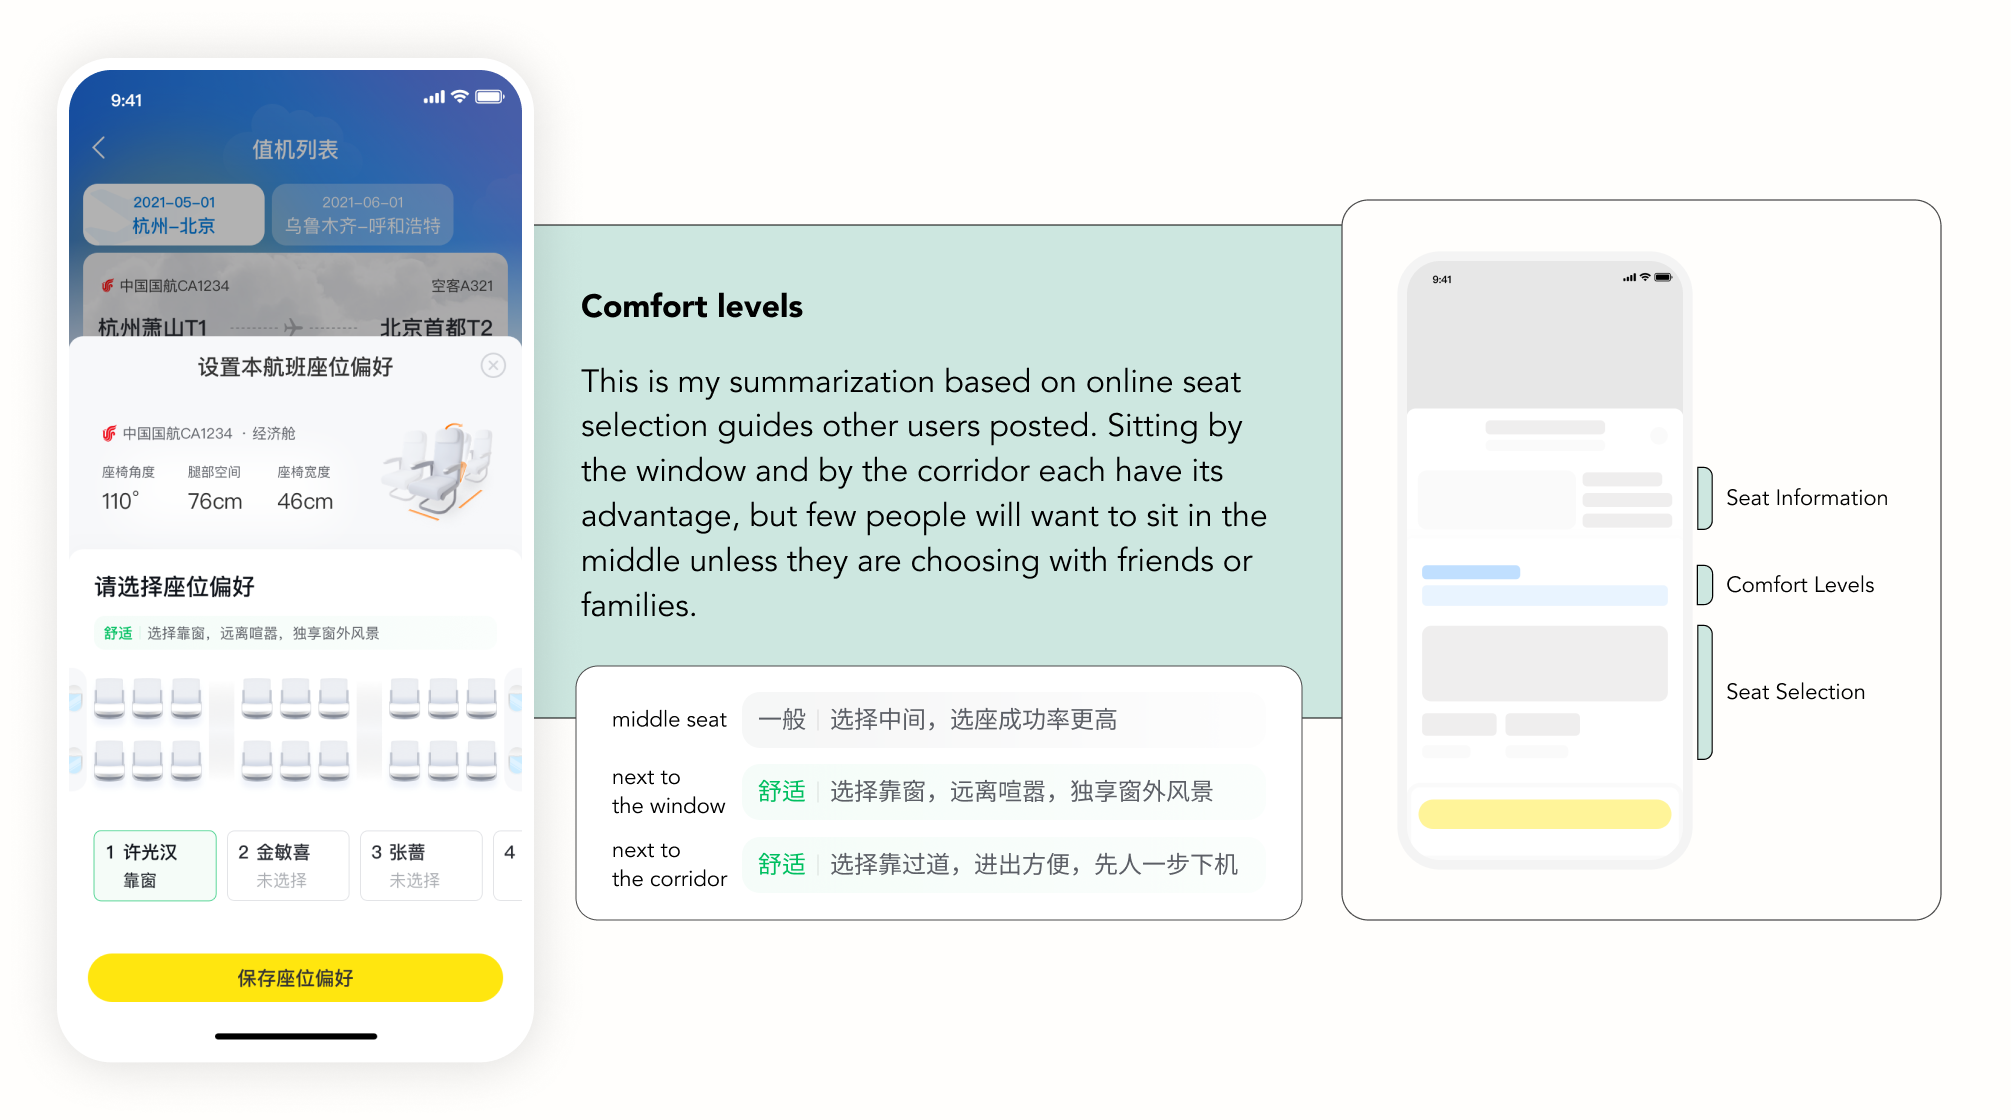 9:41
值机列表
2021-05-01
杭州-北京
2021-06-01
乌鲁木齐-呼和浩特
中国国航CA1234
空客A321
杭州萧山T1
北京首都T2
设置本航班座位偏好
中国国航CA1234 · 经济舱
座椅角度 腿部空间 座椅宽度
110° 76cm 46cm
请选择座位偏好
舒适 选择靠窗，远离喧嚣，独享窗外风景
1 许光汉
靠窗
2 金敏喜
未选择
3 张蔷
未选择
4
保存座位偏好
Comfort levels
This is my summarization based on online seat
selection guides other users posted. Sitting by
the window and by the corridor each have its
advantage, but few people will want to sit in the
middle unless they are choosing with friends or
families.
middle seat
一般 选择中间，选座成功率更高
next to
the window
舒适 选择靠窗，远离喧嚣，独享窗外风景
next to
the corridor
舒适 选择靠过道，进出方便，先人一步下机
9:41
Seat Information
Comfort Levels
Seat Selection